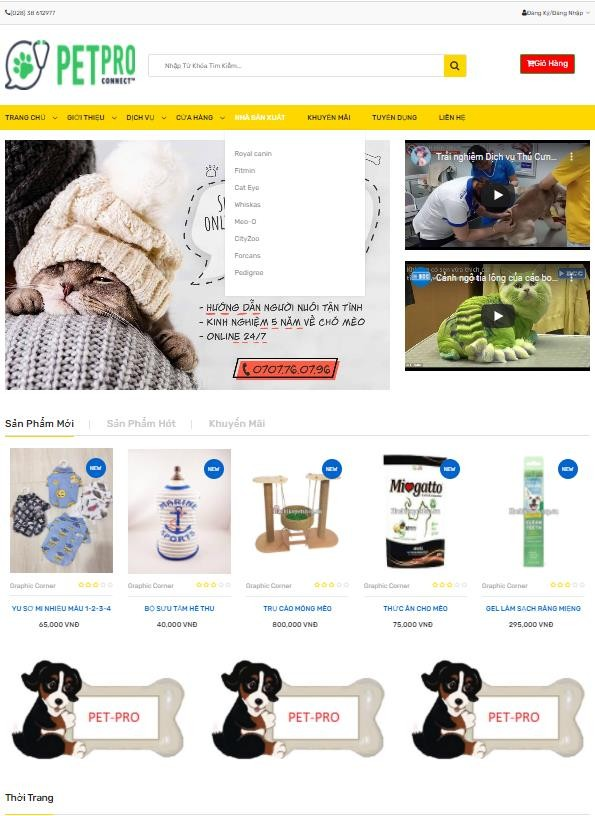 (028) 38 612977
Đăng Ký/Đăng Nhập
PETPRO
CONNECT™
Nhập Từ Khóa Tìm Kiếm...
Giỏ Hàng
TRANG CHỦ GIỚI THIỆU DỊCH VỤ CỬA HÀNG NHÀ SẢN XUẤT KHUYẾN MÃI TUYỂN DỤNG LIÊN HỆ
Royal canin
Fitmin
Cat Eye
Whiskas
Meo-O
CityZoo
Forcans
Pedigree
- HƯỚNG DẪN NGƯỜI NUÔI TẬN TÌNH
- KINH NGHIỆM 5 NĂM VỀ CHÓ MÈO
- ONLINE 24/7
0707.76.07.96
Trải nghiệm Dịch vụ Thú Cưn...
Cảnh ngộ tỉa lông của các bo...
Sản Phẩm Mới Sản Phẩm Hót Khuyến Mãi
NEW NEW NEW NEW NEW
MARINE
SPORTS
Miogatto
CLEAN
TEETH
Graphic Corner Graphic Corner Graphic Corner Graphic Corner Graphic Corner
YU SƠ MI NHIỀU MẪU 1-2-3-4 BỘ SƯU TẦM HÈ THU TRỤ CÀO MÓNG MÈO THỨC ĂN CHO MÈO GEL LÀM SẠCH RĂNG MIỆNG
65,000 VNĐ 40,000 VNĐ 800,000 VNĐ 75,000 VNĐ 295,000 VNĐ
PET-PRO PET-PRO PET-PRO
Thời Trang